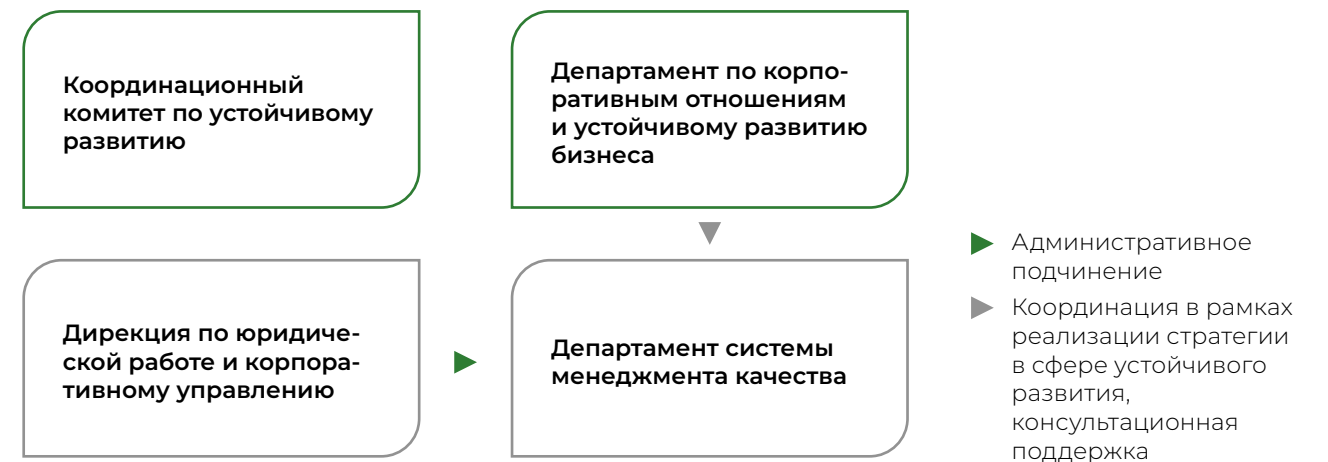 Координационный
комитет по устойчивому
развитию
Департамент по корпо-
ративным отношениям
и устойчивому развитию
бизнеса
Дирекция по юридиче-
ской работе и корпора-
тивному управлению
Департамент системы
менеджмента качества
Административное
подчинение
Координация в рамках
реализации стратегии
в сфере устойчивого
развития,
консультационная
поддержка